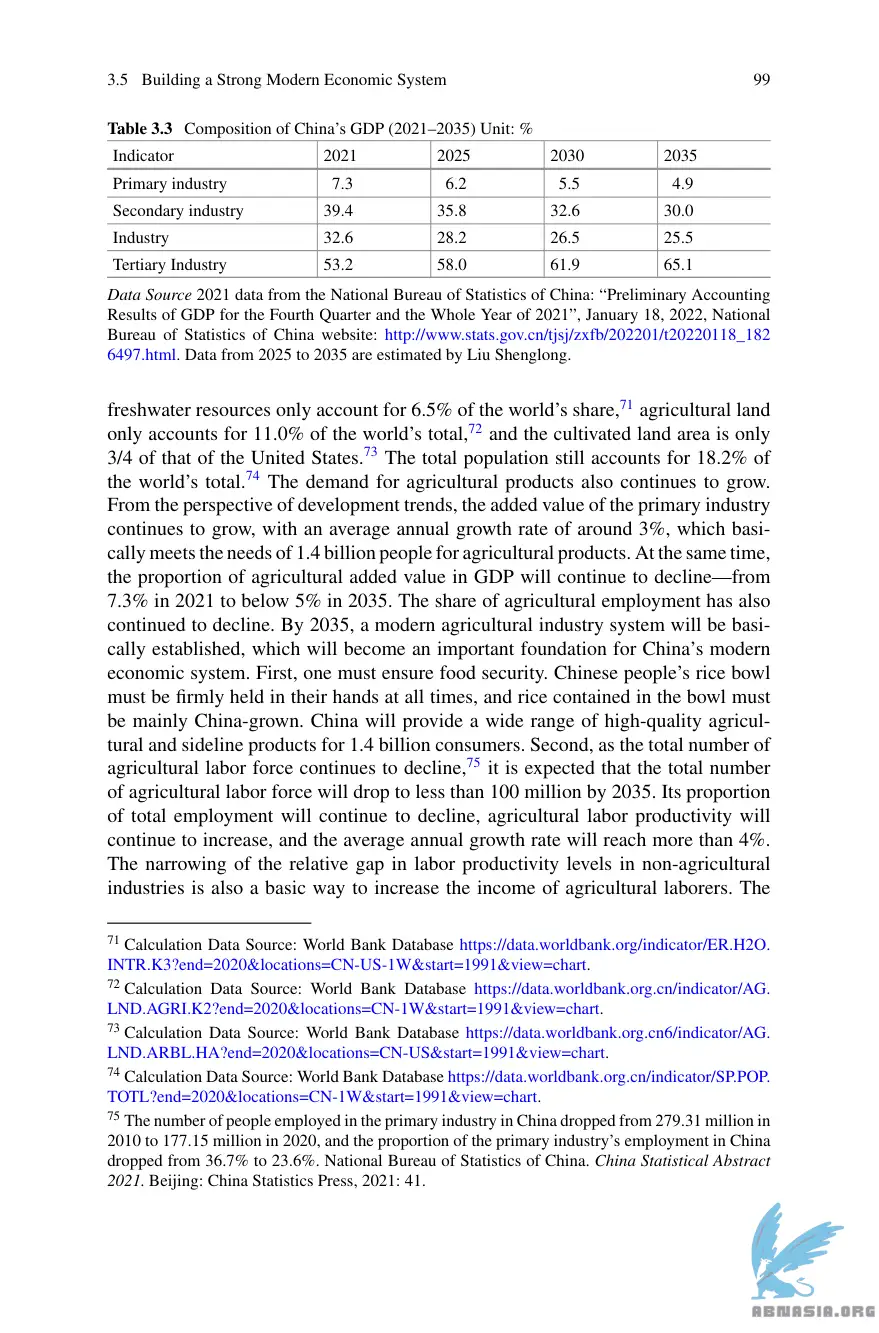 3.5 Building a Strong Modern Economic System 99
Table 3.3 Composition of China's GDP (2021–2035) Unit: %
Indicator 2021 2025 2030 2035
Primary industry 7.3 6.2 5.5 4.9
Secondary industry 39.4 35.8 32.6 30.0
Industry 32.6 28.2 26.5 25.5
Tertiary Industry 53.2 58.0 61.9 65.1
Data Source 2021 data from the National Bureau of Statistics of China: “Preliminary Accounting
Results of GDP for the Fourth Quarter and the Whole Year of 2021”, January 18, 2022, National
Bureau of Statistics of China website: http://www.stats.gov.cn/tjsj/zxfb/202201/t20220118_182
6497.html. Data from 2025 to 2035 are estimated by Liu Shenglong.
freshwater resources only account for 6.5% of the world's share,71 agricultural land
only accounts for 11.0% of the world's total,72 and the cultivated land area is only
3/4 of that of the United States.73 The total population still accounts for 18.2% of
the world's total.74 The demand for agricultural products also continues to grow.
From the perspective of development trends, the added value of the primary industry
continues to grow, with an average annual growth rate of around 3%, which basi-
cally meets the needs of 1.4 billion people for agricultural products. At the same time,
the proportion of agricultural added value in GDP will continue to decline—from
7.3% in 2021 to below 5% in 2035. The share of agricultural employment has also
continued to decline. By 2035, a modern agricultural industry system will be basi-
cally established, which will become an important foundation for China's modern
economic system. First, one must ensure food security. Chinese people's rice bowl
must be firmly held in their hands at all times, and rice contained in the bowl must
be mainly China-grown. China will provide a wide range of high-quality agricul-
tural and sideline products for 1.4 billion consumers. Second, as the total number of
agricultural labor force continues to decline,75 it is expected that the total number
of agricultural labor force will drop to less than 100 million by 2035. Its proportion
of total employment will continue to decline, agricultural labor productivity will
continue to increase, and the average annual growth rate will reach more than 4%.
The narrowing of the relative gap in labor productivity levels in non-agricultural
industries is also a basic way to increase the income of agricultural laborers. The
71 Calculation Data Source: World Bank Database https://data.worldbank.org/indicator/ER.H2O.
INTR.K3?end=2020&locations=CN-US-1W&start=1991&view=chart.
72 Calculation Data Source: World Bank Database https://data.worldbank.org.cn/indicator/AG.
LND.AGRI.K2?end=2020&locations=CN-1W&start=1991&view=chart.
73 Calculation Data Source: World Bank Database https://data.worldbank.org.cn6/indicator/AG.
LND.ARBL.HA?end=2020&locations=CN-US&start=1991&view=chart.
74 Calculation Data Source: World Bank Database https://data.worldbank.org.cn/indicator/SP.POP.
TOTL?end=2020&locations=CN-1W&start=1991&view=chart.
75 The number of people employed in the primary industry in China dropped from 279.31 million in
2010 to 177.15 million in 2020, and the proportion of the primary industry's employment in China
dropped from 36.7% to 23.6%. National Bureau of Statistics of China. China Statistical Abstract
2021. Beijing: China Statistics Press, 2021: 41.
ABNASIA.ORG